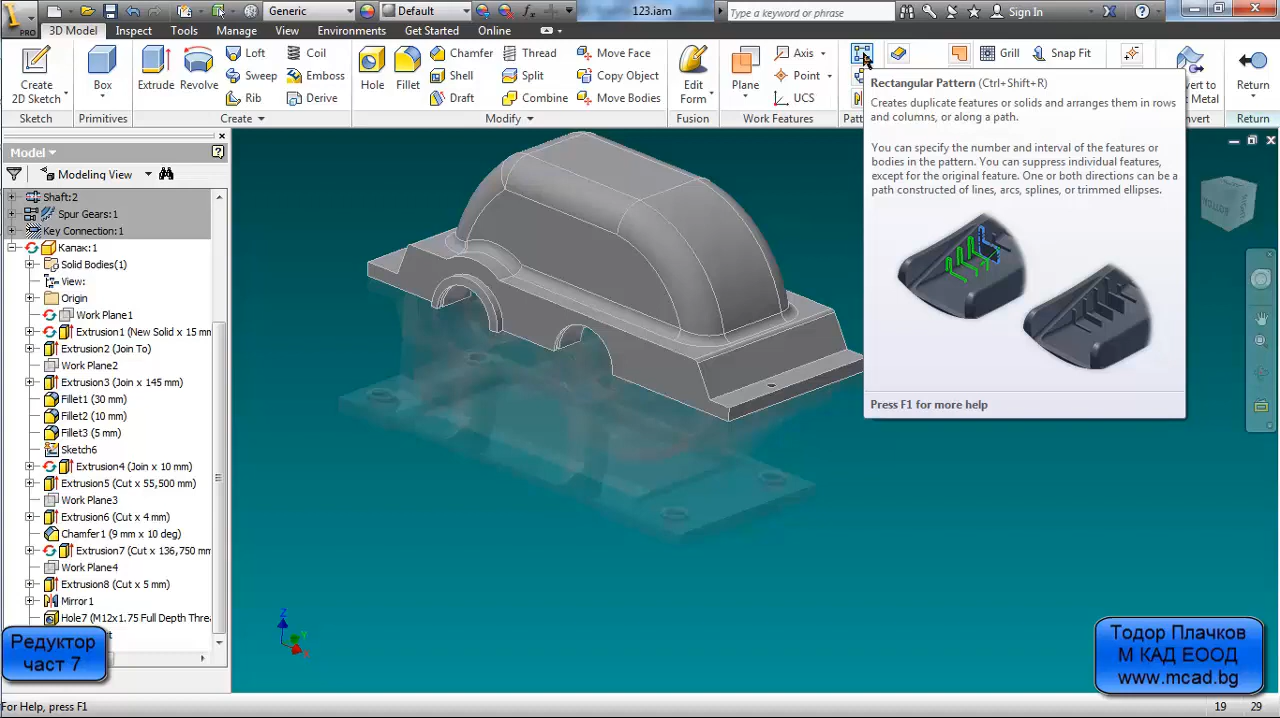 PRO
Generic
Default
123.iam
Type a keyword or phrase
Sign In
3D Model
Inspect
Tools
Manage
View
Environments
Get Started
Online
Create
2D Sketch
Sketch
Box
Primitives
Extrude
Revolve
Loft
Sweep
Rib
Coil
Emboss
Derive
Create
Hole
Fillet
Chamfer
Shell
Draft
Thread
Split
Combine
Move Face
Copy Object
Move Bodies
Modify
Edit
Form
Fusion
Plane
Axis
Point
UCS
Work Features
Grill
Snap Fit
Return
Return
Rectangular Pattern (Ctrl+Shift+R)
Creates duplicate features or solids and arranges them in rows
and columns, or along a path.
You can specify the number and interval of the features or
bodies in the pattern. You can suppress individual features,
except for the original feature. One or both directions can be a
path constructed of lines, arcs, splines, or trimmed ellipses.
Press F1 for more help
Model
Modeling View
Shaft:2
Spur Gears:1
Key Connection:1
Капак:1
Solid Bodies(1)
View:
Origin
Work Plane1
Extrusion1 (New Solid x 15 mm
Extrusion2 (Join To)
Work Plane2
Extrusion3 (Join x 145 mm)
Fillet1 (30 mm)
Fillet2 (10 mm)
Fillet3 (5 mm)
Sketch6
Extrusion4 (Join x 10 mm)
Extrusion5 (Cut x 55,500 mm)
Work Plane3
Extrusion6 (Cut x 4 mm)
Chamfer1 (9 mm x 10 deg)
Extrusion7 (Cut x 136,750 mm
Work Plane4
Extrusion8 (Cut x 5 mm)
Mirror1
Hole7 (M12x1.75 Full Depth Thre
Редуктор
част 7
Тодор Плачков
М КАД ЕООД
www.mcad.bg
For Help, press F1
19
29